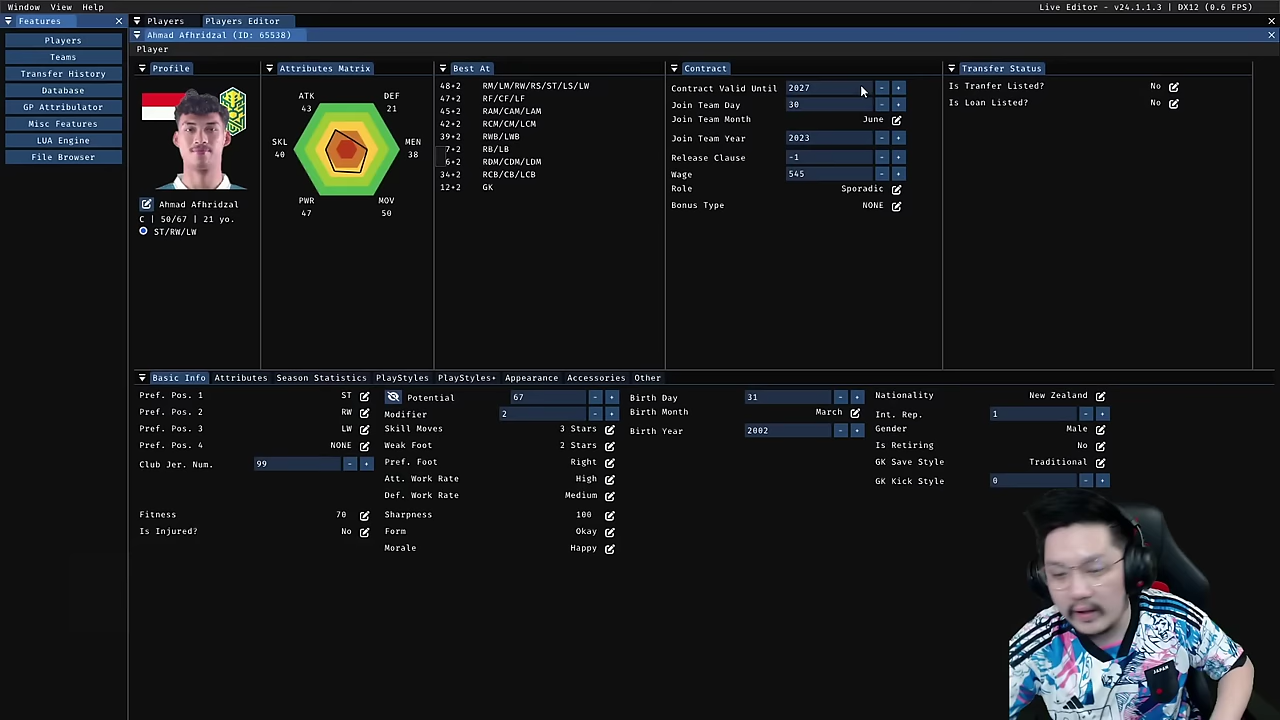 Window View Help
Live Editor - v24.1.1.3 | DX12 (0.6 FPS)
Features
Players
Players Editor
Ahmad Afhridzal (ID: 65538)
Player
Players
Teams
Transfer History
Database
GP Attributor
Misc Features
LUA Engine
File Browser
Profile
Ahmad Afhridzal
C | 50/67 | 21 yo.
ST/RW/LW
Attributes Matrix
ATK
43
DEF
21
SKL
40
MEN
38
PWR
47
MOV
50
Best At
48+2 RM/LM/RW/RS/ST/LS/LW
47+2 RF/CF/LF
45+2 RAM/CAM/LAM
42+2 RCM/CM/LCM
39+2 RWB/LWB
7+2 RB/LB
6+2 RDM/CDM/LDM
34+2 RCB/CB/LCB
12+2 GK
Contract
Contract Valid Until 2027 - +
Join Team Day 30 - +
Join Team Month June
Join Team Year 2023 - +
Release Clause -1 - +
Wage 545 - +
Role Sporadic
Bonus Type NONE
Transfer Status
Is Tranfer Listed? No
Is Loan Listed? No
Basic Info Attributes Season Statistics PlayStyles PlayStyles+ Appearance Accessories Other
Pref. Pos. 1 ST
Pref. Pos. 2 RW
Pref. Pos. 3 LW
Pref. Pos. 4 NONE
Club Jer. Num. 99 - +
Fitness 70
Is Injured? No
Potential 67 - +
Modifier 2 - +
Skill Moves 3 Stars
Weak Foot 2 Stars
Pref. Foot Right
Att. Work Rate High
Def. Work Rate Medium
Sharpness 100
Form Okay
Morale Happy
Birth Day 31 - +
Birth Month March
Birth Year 2002 - +
Nationality New Zealand
Int. Rep. 1 - +
Gender Male
Is Retiring No
GK Save Style Traditional
GK Kick Style 0 - +
JAPAN